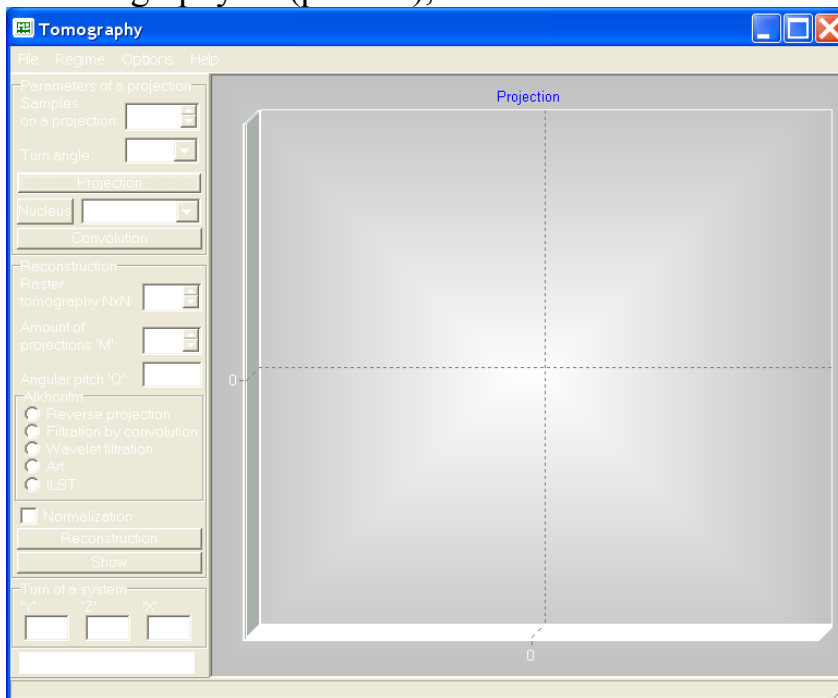 Tomography
File Regime Options Help
Parameters of a projection
Samples
on a projection:
Turn angle:
Projection
Nucleus
Convolution
Reconstruction
Raster
tomography NxN:
Amount of
projections 'M':
Angular pitch 'O':
Alkhoritm
Reverse projection
Filtration by convolution
Wavelet filtration
Art
ILST
Normalization
Reconstruction
Show
Turn of a system
'Y' 'Z' 'X'
Projection
0
0